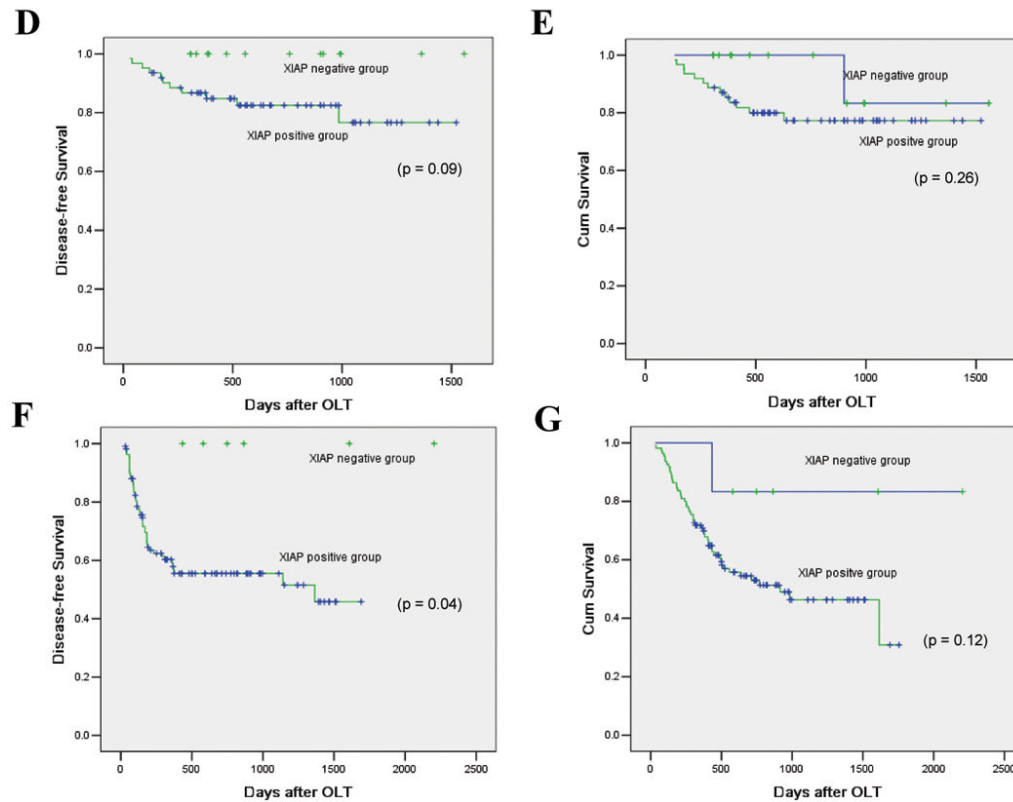 D
1.0
0.8
0.6
0.4
0.2
0.0
Disease-free Survival
XIAP negative group
XIAP positive group
(p = 0.09)
0 500 1000 1500
Days after OLT
E
1.0
0.8
0.6
0.4
0.2
0.0
Cum Survival
XIAP negative group
XIAP positve group
(p = 0.26)
0 500 1000 1500
Days after OLT
F
1.0
0.8
0.6
0.4
0.2
0.0
Disease-free Survival
XIAP negative group
XIAP positive group
(p = 0.04)
0 500 1000 1500 2000 2500
Days after OLT
G
1.0
0.8
0.6
0.4
0.2
0.0
Cum Survival
XIAP negative group
XIAP positve group
(p = 0.12)
0 500 1000 1500 2000 2500
Days after OLT